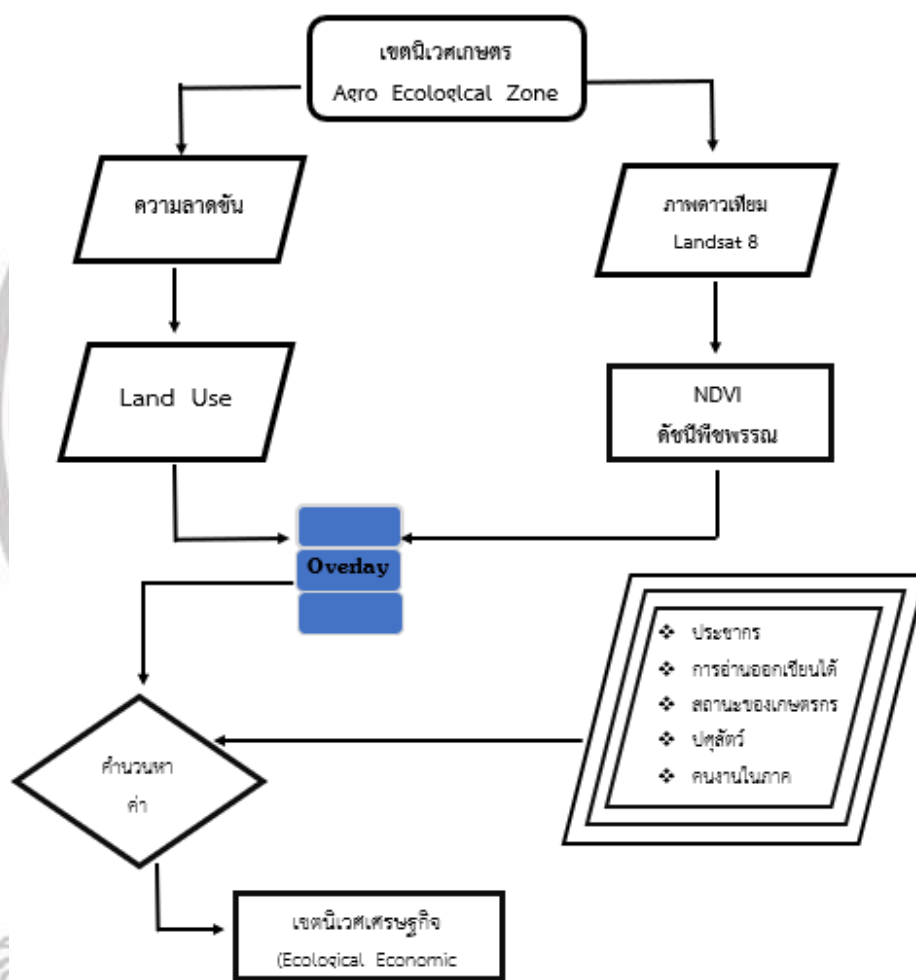 เขตนิเวศเกษตร
Agro Ecological Zone
ความลาดชัน
ภาพดาวเทียม
Landsat 8
Land Use
NDVI
ดัชนีพืชพรรณ
Overlay
❖ ประชากร
❖ การอ่านออกเขียนได้
❖ สถานะของเกษตรกร
❖ ปศุสัตว์
❖ คนงานในภาค
คำนวนหา
ค่า
เขตนิเวศเศรษฐกิจ
(Ecological Economic